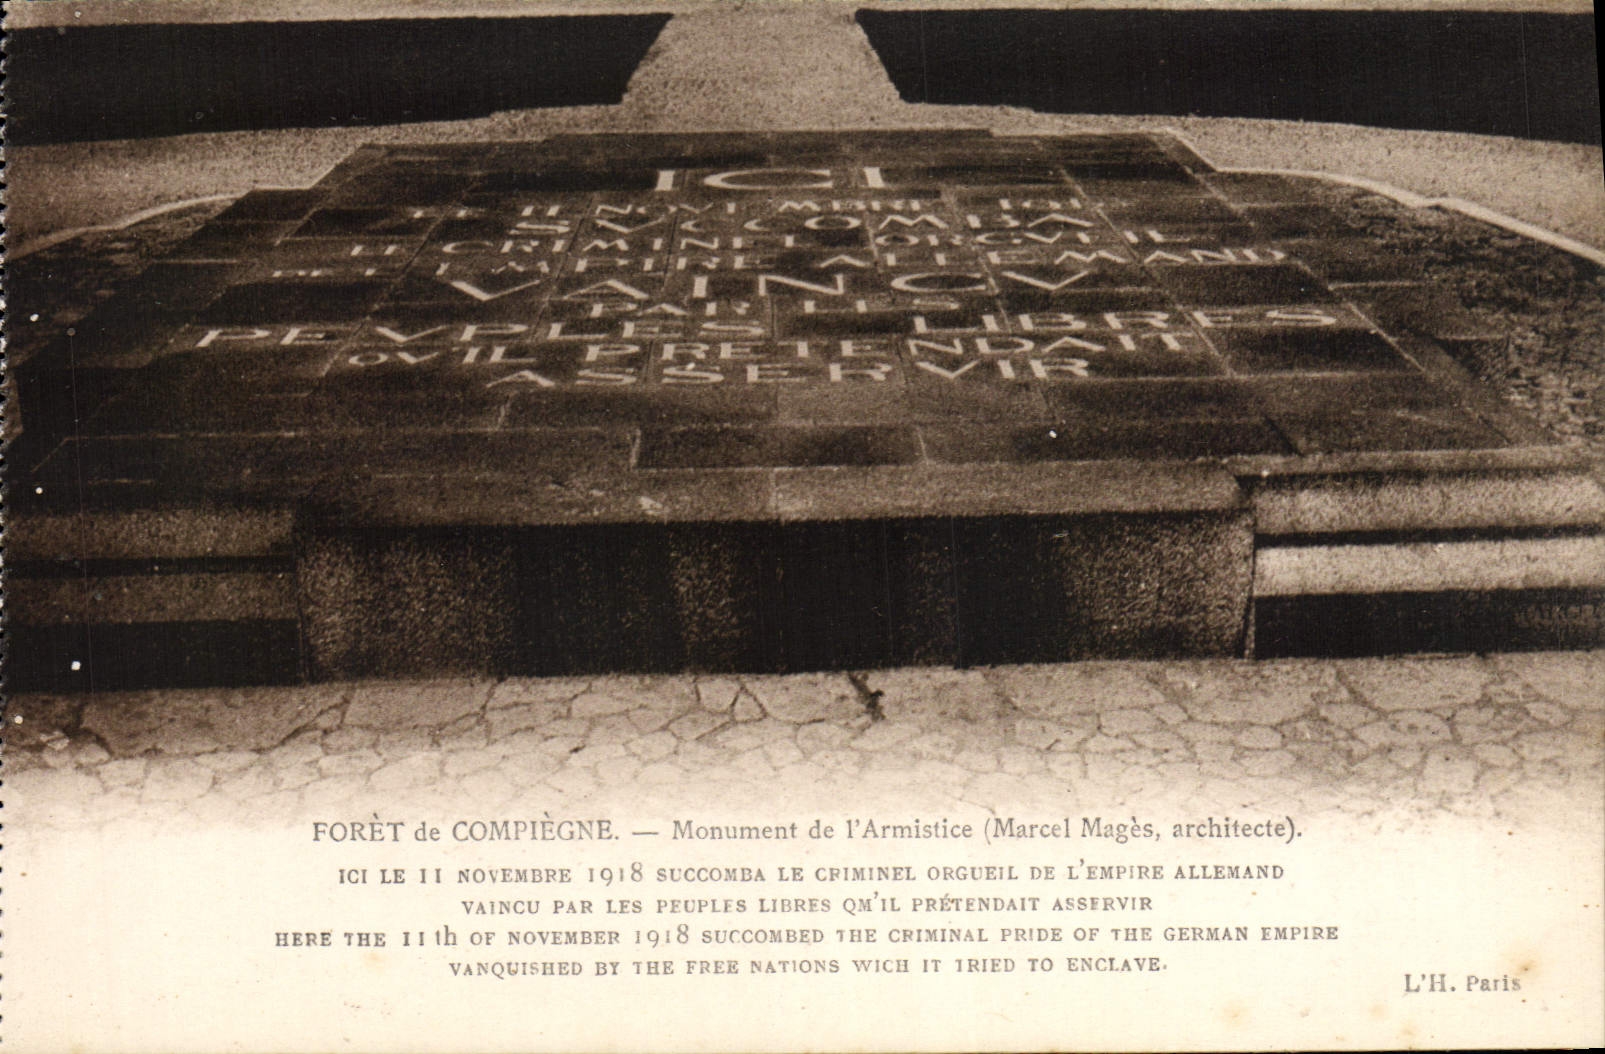 ICI
LE 11 NOVEMBRE 1918
SVCCOMBA
LE CRIMINEL ORGVEIL
DE L'EMPIRE ALLEMAND
VAINCV
PAR LES
PEVPLES LIBRES
QV'IL PRETENDAIT
ASSERVIR
FORÈT de COMPIÈGNE. — Monument de l'Armistice (Marcel Magès, architecte).
ICI LE 11 NOVEMBRE 1918 SUCCOMBA LE CRIMINEL ORGUEIL DE L'EMPIRE ALLEMAND
VAINCU PAR LES PEUPLES LIBRES QM'IL PRÉTENDAIT ASSERVIR
HERE THE 11th OF NOVEMBER 1918 SUCCOMBED THE CRIMINAL PRIDE OF THE GERMAN EMPIRE
VANQUISHED BY THE FREE NATIONS WICH IT TRIED TO ENCLAVE.
L'H. Paris